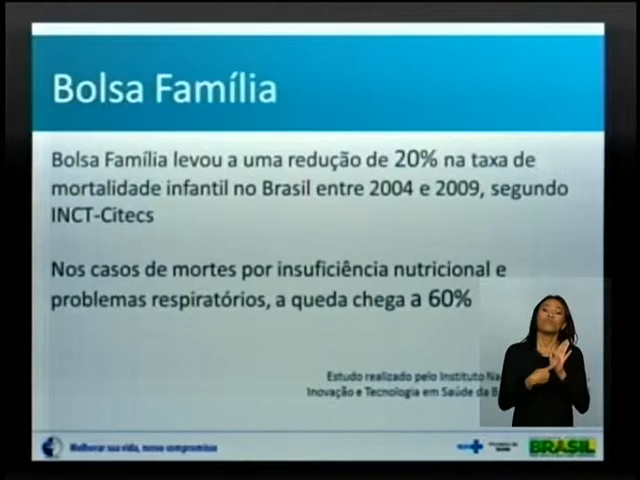 Bolsa Família
Bolsa Família levou a uma redução de 20% na taxa de
mortalidade infantil no Brasil entre 2004 e 2009, segundo
INCT-Citecs
Nos casos de mortes por insuficiência nutricional e
problemas respiratórios, a queda chega a 60%
Estudo realizado pelo Instituto
Inovação e Tecnologia em Saúde da
Melhorar sua vida, nosso compromisso
BRASIL